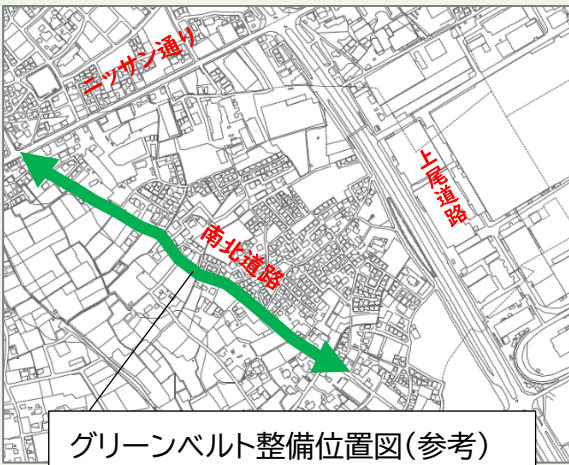 ニッサン通り
上尾道路
南北道路
グリーンベルト整備位置図(参考)